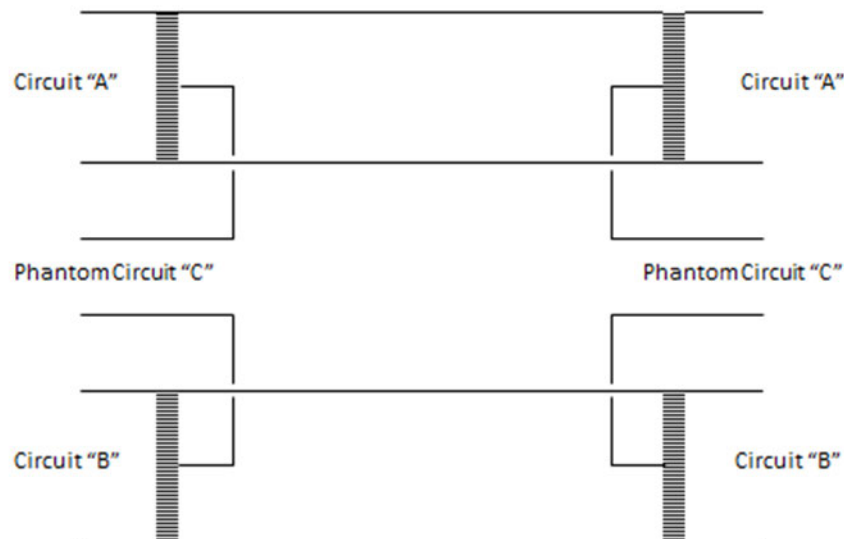 Circuit “A”
Circuit “A”
Phantom Circuit “C”
Phantom Circuit “C”
Circuit “B”
Circuit “B”